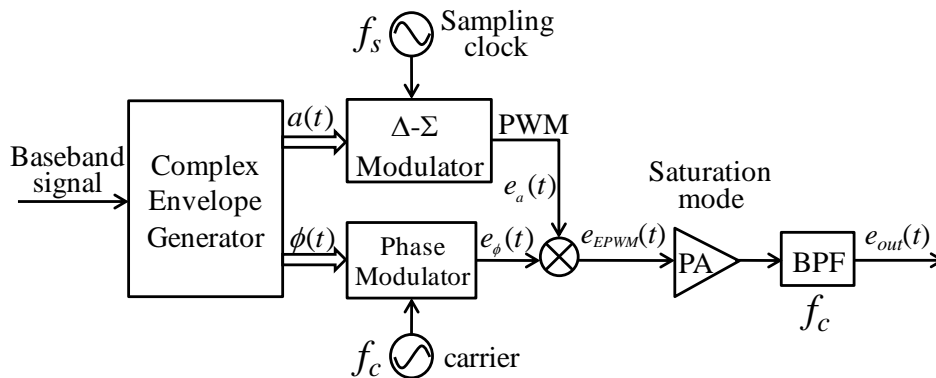 f_s
Sampling
clock
a(t)
Δ-Σ
Modulator
PWM
Baseband
signal
Complex
Envelope
Generator
e_a(t)
Saturation
mode
ϕ(t)
Phase
Modulator
e_ϕ(t)
e_EPWM(t)
PA
BPF
e_out(t)
f_c
f_c
carrier